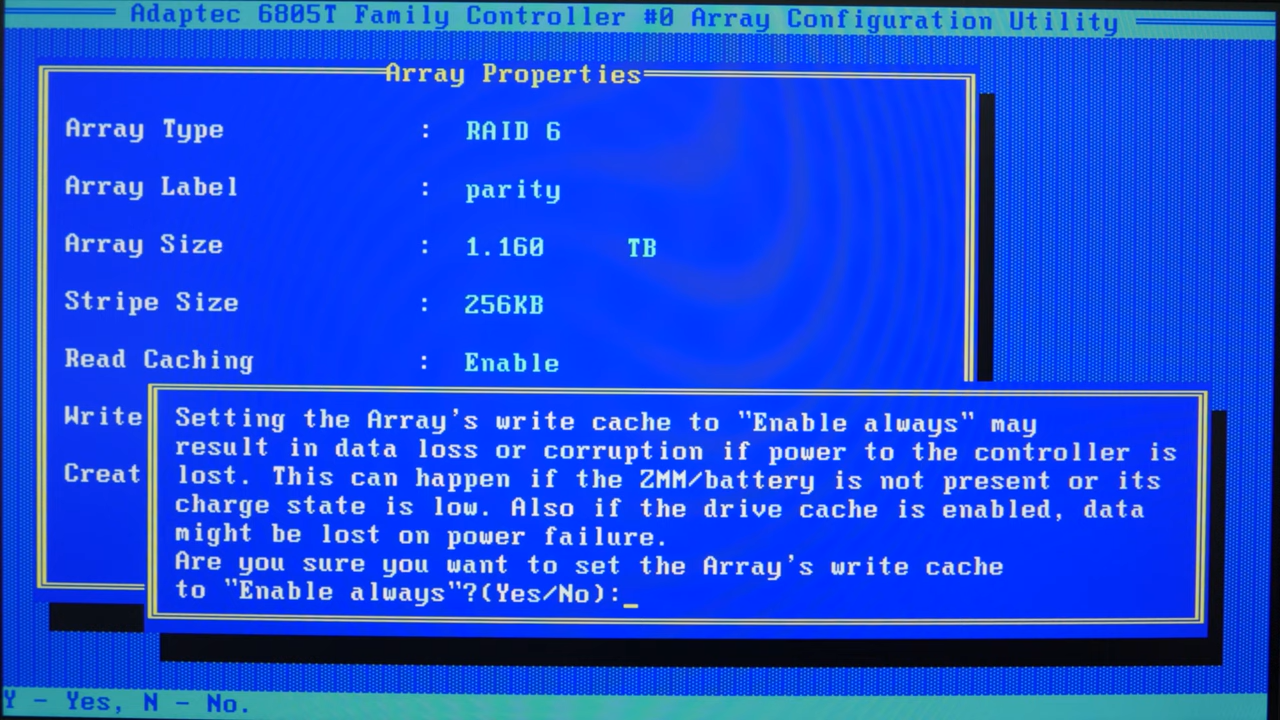 Adaptec 6805T Family Controller #0 Array Configuration Utility
Array Properties
Array Type : RAID 6
Array Label : parity
Array Size : 1.160 TB
Stripe Size : 256KB
Read Caching : Enable
Write
Creat
Setting the Array's write cache to "Enable always" may
result in data loss or corruption if power to the controller is
lost. This can happen if the ZMM/battery is not present or its
charge state is low. Also if the drive cache is enabled, data
might be lost on power failure.
Are you sure you want to set the Array's write cache
to "Enable always"?(Yes/No):_
Y - Yes, N - No.